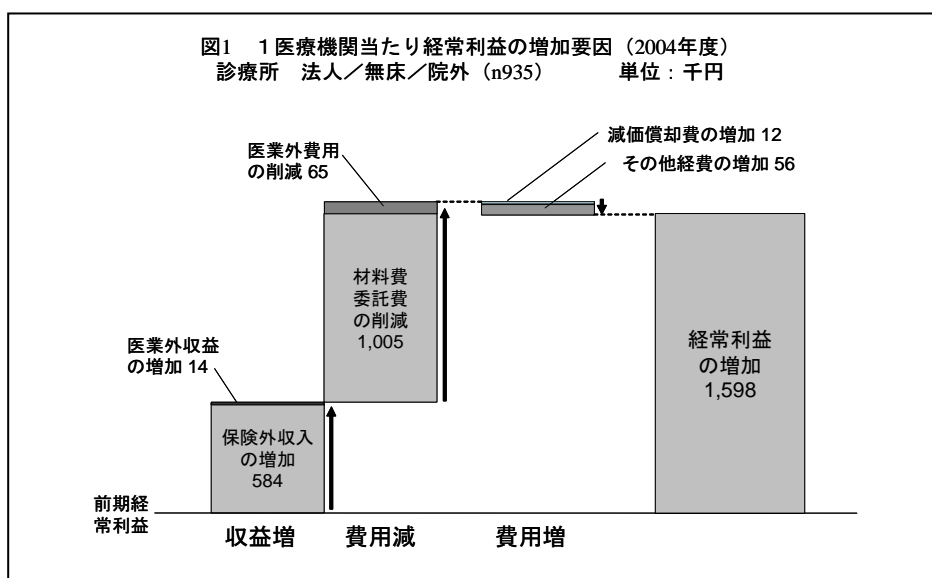 図1　１医療機関当たり経常利益の増加要因（2004年度）
診療所　法人／無床／院外（n935）　単位：千円
減価償却費の増加 12
その他経費の増加 56
医業外費用
の削減 65
材料費
委託費
の削減
1,005
医業外収益
の増加 14
保険外収入
の増加
584
経常利益
の増加
1,598
前期経
常利益
収益増　費用減　費用増